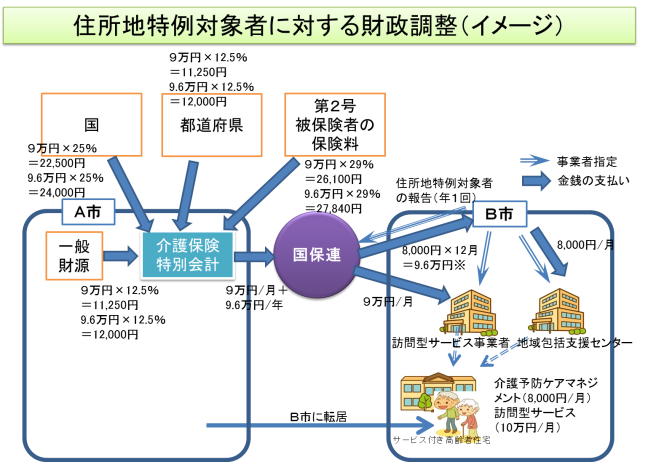 住所地特例対象者に対する財政調整（イメージ）
９万円×12.5%
＝11,250円
9.6万円×12.5%
＝12,000円
国
都道府県
第２号
被保険者の
保険料
９万円×25%
＝22,500円
9.6万円×25%
＝24,000円
９万円×29%
＝26,100円
9.6万円×29%
＝27,840円
事業者指定
金銭の支払い
住所地特例対象者
の報告（年１回）
Ａ市
Ｂ市
一般
財源
介護保険
特別会計
国保連
8,000円×12月
＝9.6万円※
8,000円/月
９万円×12.5%
＝11,250円
9.6万円×12.5%
＝12,000円
９万円/月＋
9.6万円/年
９万円/月
訪問型サービス事業者
地域包括支援センター
介護予防ケアマネジ
メント（8,000円/月）
訪問型サービス
（10万円/月）
Ｂ市に転居
サービス付き高齢者住宅